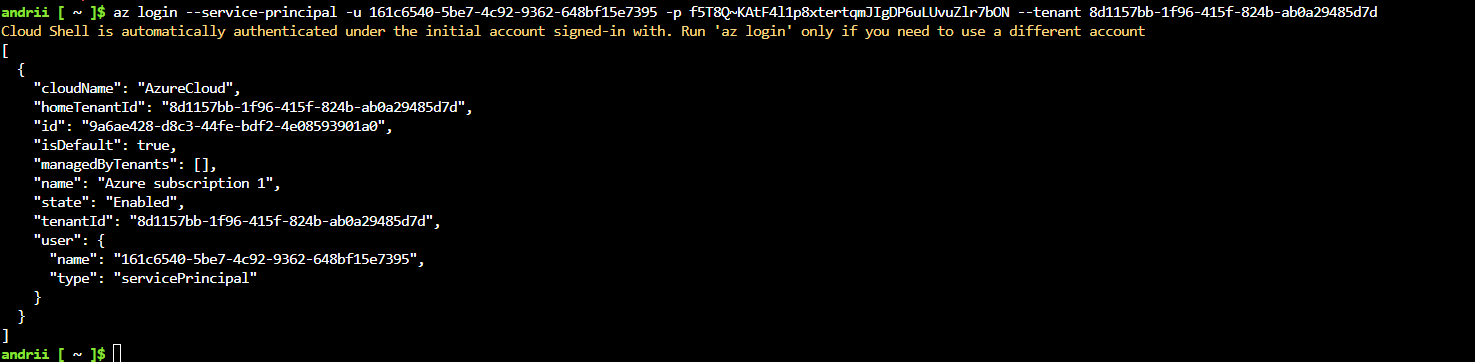 andrii [ ~ ]$ az login --service-principal -u 161c6540-5be7-4c92-9362-648bf15e7395 -p f5T8Q~KAtF4l1p8xtertqmJIgDP6uLUvuZlr7bON --tenant 8d1157bb-1f96-415f-824b-ab0a29485d7d
Cloud Shell is automatically authenticated under the initial account signed-in with. Run 'az login' only if you need to use a different account
[
  {
    "cloudName": "AzureCloud",
    "homeTenantId": "8d1157bb-1f96-415f-824b-ab0a29485d7d",
    "id": "9a6ae428-d8c3-44fe-bdf2-4e08593901a0",
    "isDefault": true,
    "managedByTenants": [],
    "name": "Azure subscription 1",
    "state": "Enabled",
    "tenantId": "8d1157bb-1f96-415f-824b-ab0a29485d7d",
    "user": {
      "name": "161c6540-5be7-4c92-9362-648bf15e7395",
      "type": "servicePrincipal"
    }
  }
]
andrii [ ~ ]$